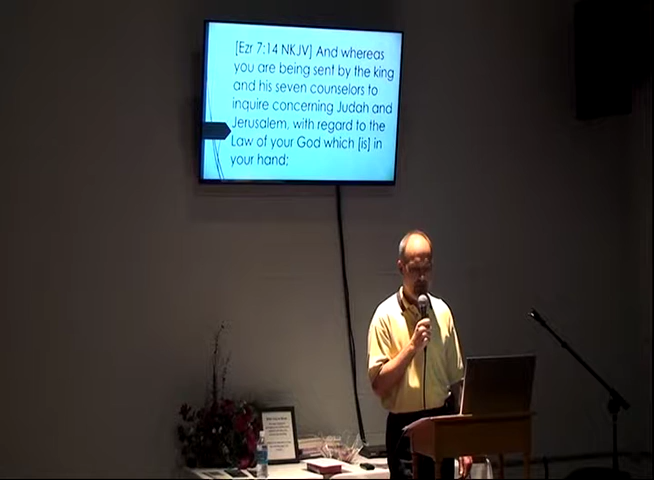 [Ezr 7:14 NKJV] And whereas
you are being sent by the king
and his seven counselors to
inquire concerning Judah and
Jerusalem, with regard to the
Law of your God which [is] in
your hand;